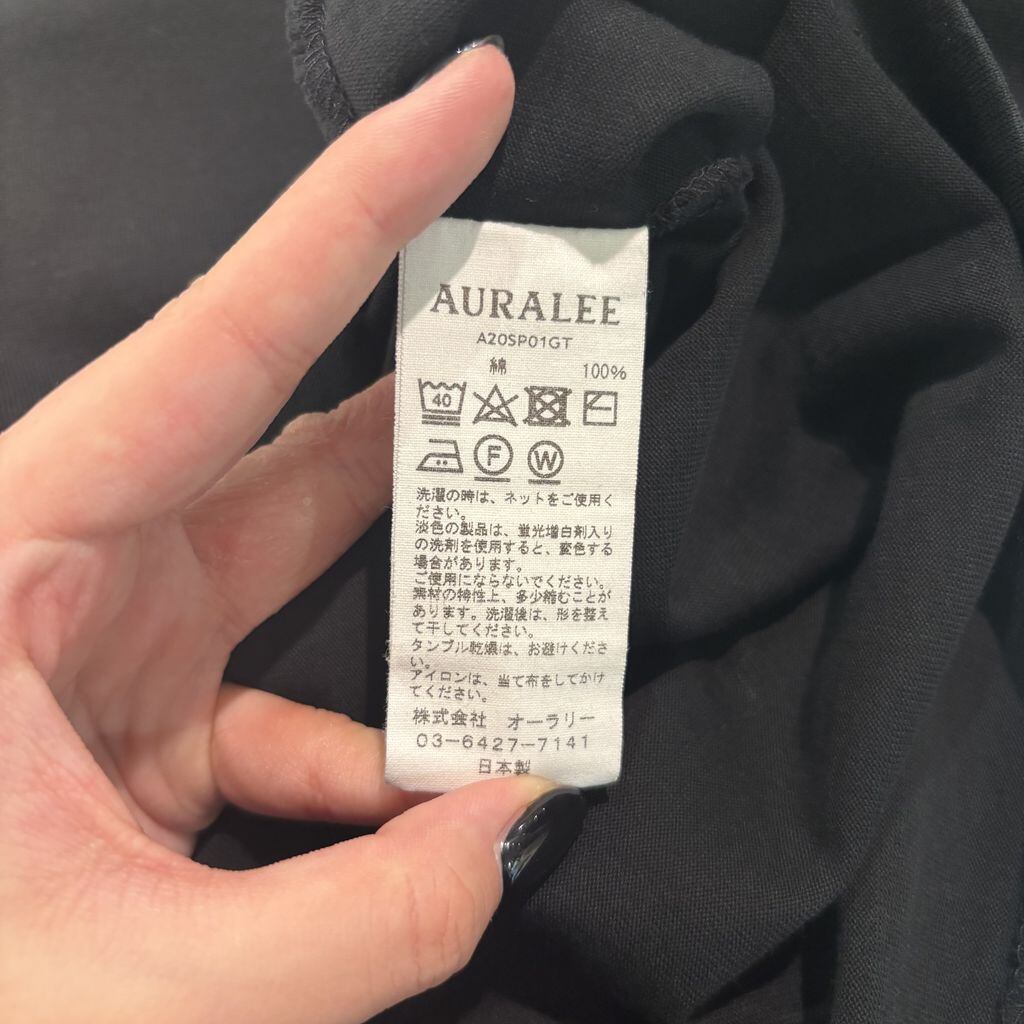 AURALEE
A20SP01GT
綿 100%
40
F W
洗濯の時は、ネットをご使用く
ださい。
淡色の製品は、蛍光増白剤入り
の洗剤を使用すると、変色する
場合があります。
ご使用にならないでください。
素材の特性上、多少縮むことが
あります。洗濯後は、形を整え
て干してください。
タンブル乾燥は、お避けくださ
い。
アイロンは、当て布をしてかけ
てください。
株式会社 オーラリー
03-6427-7141
日本製